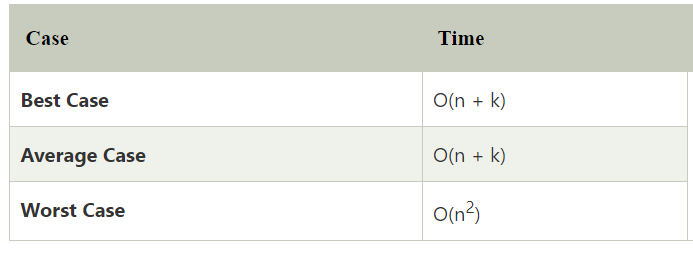 Case Time
Best Case O(n + k)
Average Case O(n + k)
Worst Case O(n²)